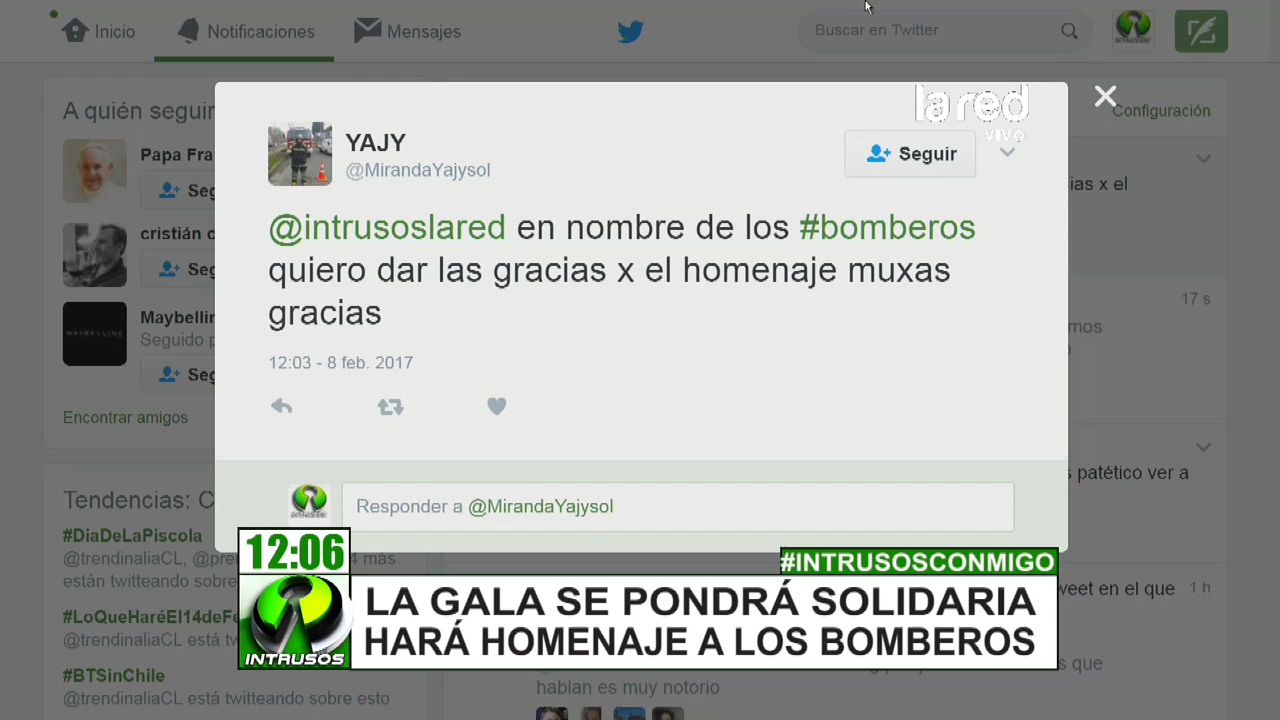 Inicio
Notificaciones
Mensajes
Buscar en Twitter
A quién seguir
Configuración
Papa Fra
Seg
cristián c
Seg
Maybellin
Seguido p
Seg
Encontrar amigos
la red
VIVO
YAJY
@MirandaYajysol
Seguir
@intrusoslared en nombre de los #bomberos
quiero dar las gracias x el homenaje muxas
gracias
12:03 - 8 feb. 2017
Responder a @MirandaYajysol
ias x el
17 s
mos
s patético ver a
weet en el que
1 h
s que
hablan es muy notorio
Tendencias: C
#DiaDeLaPiscola
@trendinaliaCL, @pre 4 más
están twitteando sobre
#LoQueHaréEl14deFe
@trendinaliaCL está tw
#BTSinChile
@trendinaliaCL está twitteando sobre esto
12:06
INTRUSOS
#INTRUSOSCONMIGO
LA GALA SE PONDRÁ SOLIDARIA
HARÁ HOMENAJE A LOS BOMBEROS